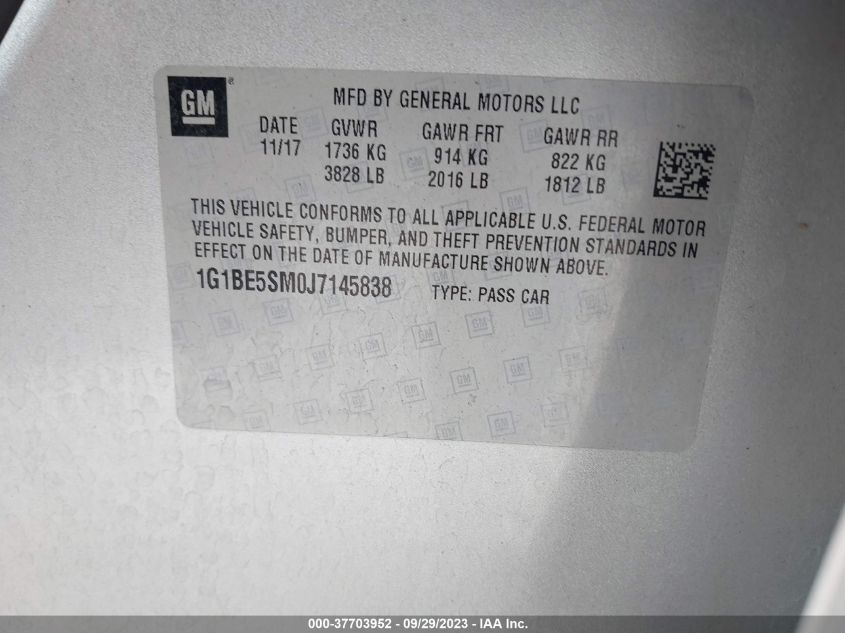 GM
MFD BY GENERAL MOTORS LLC
DATE GVWR GAWR FRT GAWR RR
11/17 1736 KG 914 KG 822 KG
3828 LB 2016 LB 1812 LB
THIS VEHICLE CONFORMS TO ALL APPLICABLE U.S. FEDERAL MOTOR
VEHICLE SAFETY, BUMPER, AND THEFT PREVENTION STANDARDS IN
EFFECT ON THE DATE OF MANUFACTURE SHOWN ABOVE.
1G1BE5SM0J7145838 TYPE: PASS CAR
000-37703952 - 09/29/2023 - IAA Inc.